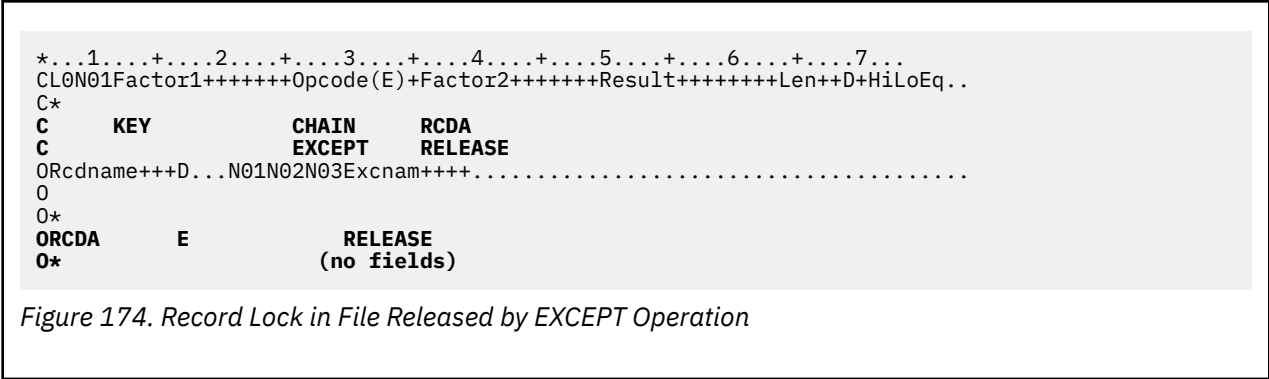 *...1....+....2....+....3....+....4....+....5....+....6....+....7...
CL0N01Factor1+++++++Opcode(E)+Factor2+++++++Result++++++++Len++D+HiLoEq..
C*
C     KEY           CHAIN     RCDA
C                   EXCEPT    RELEASE
ORcdname+++D...N01N02N03Excnam++++.......................................
O
O*
ORCDA      E            RELEASE
O*                    (no fields)
Figure 174. Record Lock in File Released by EXCEPT Operation